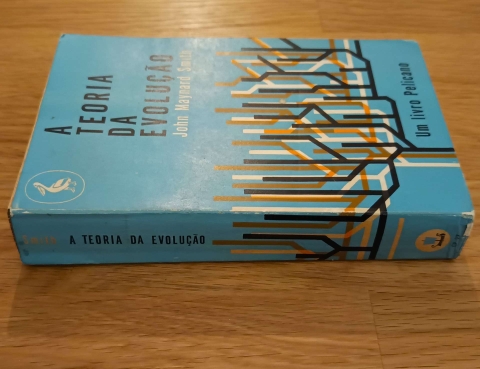 A
TEORIA
DA
EVOLUÇÃO
John Maynard Smith
Um livro Pelicano
A TEORIA DA EVOLUÇÃO